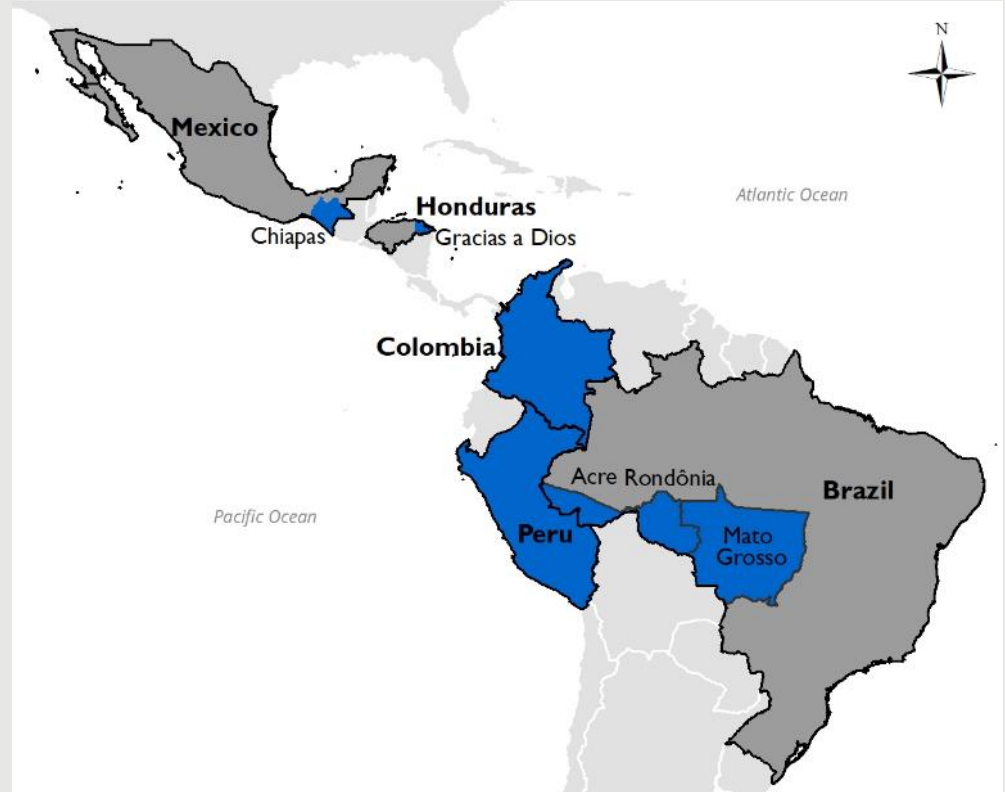 N
Mexico
Atlantic Ocean
Honduras
Chiapas
Gracias a Dios
Colombia
Acre Rondônia
Brazil
Pacific Ocean
Peru
Mato
Grosso